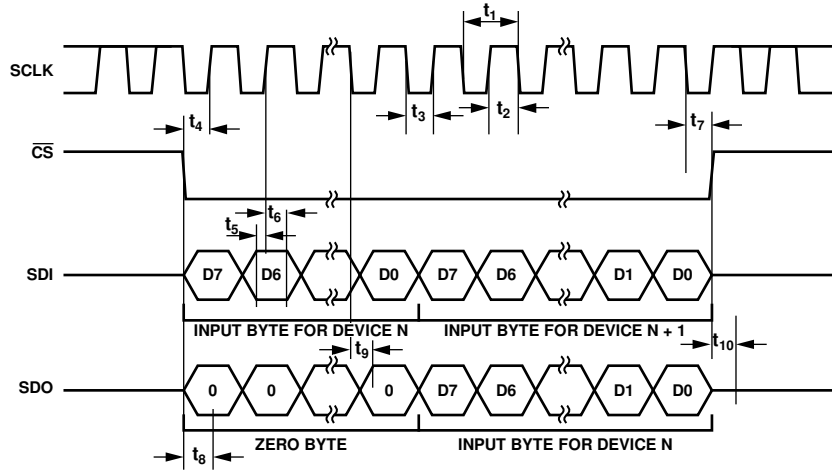 t1
SCLK
t4
t3
t2
t7
CS
t6
t5
SDI
D7
D6
D0
D7
D6
D1
D0
INPUT BYTE FOR DEVICE N
INPUT BYTE FOR DEVICE N + 1
t9
t10
SDO
0
0
0
D7
D6
D1
D0
ZERO BYTE
INPUT BYTE FOR DEVICE N
t8